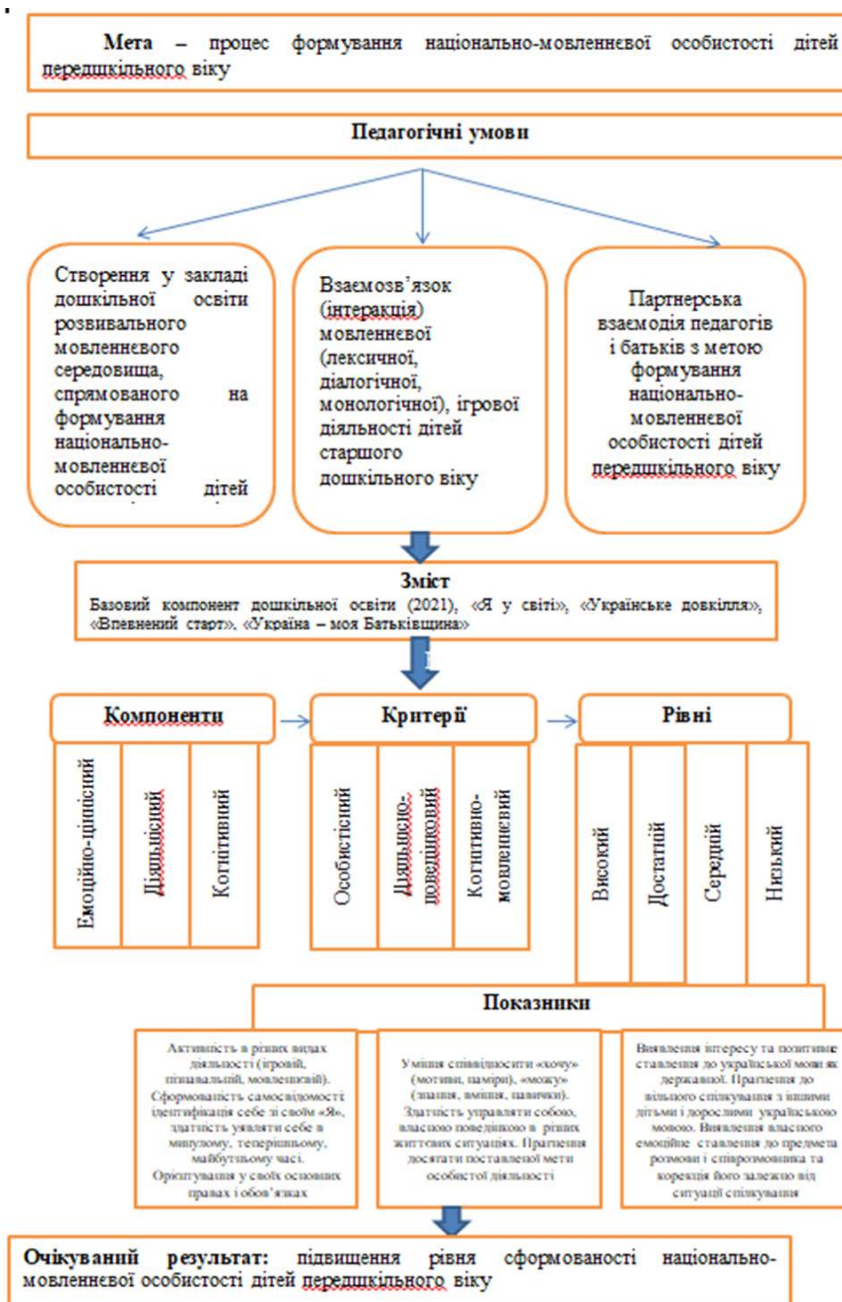 Мета – процес формування національно-мовленнєвої особистості дітей
передшкільного віку
Педагогічні умови
Створення у закладі
дошкільної освіти
розвивального
мовленнєвого
середовища,
спрямованого на
формування
національно-
мовленнєвої
особистості дітей
Взаємозв’язок
(інтеракція)
мовленнєвої
(лексичної,
діалогічної,
монологічної), ігрової
діяльності дітей
старшого
дошкільного віку
Партнерська
взаємодія педагогів
і батьків з метою
формування
національно-
мовленнєвої
особистості дітей
передшкільного віку
Зміст
Базовий компонент дошкільної освіти (2021), «Я у світі», «Українське довкілля»,
«Впевнений старт», «Україна – моя Батьківщина»
Компоненти
Критерії
Рівні
Емоційно-ціннісний
Діяльнісний
Когнітивний
Особистісний
Діяльнісно-
поведінковий
Когнітивно-
мовленнєвий
Високий
Достатній
Середній
Низький
Показники
Активність в різних видах
діяльності (ігровій,
пізнавальній, мовленнєвій).
Сформованість самосвідомості:
ідентифікація себе зі своїм «Я»,
здатність уявляти себе в
минулому, теперішньому,
майбутньому часі.
Орієнтування у своїх основних
правах і обов’язках
Уміння співвідносити «хочу»
(мотиви, наміри), «можу»
(знання, вміння, навички).
Здатність управляти собою,
власною поведінкою в різних
життєвих ситуаціях. Прагнення
досягати поставленої мети
особистої діяльності
Виявлення інтересу та позитивне
ставлення до української мови як
державної. Прагнення до
вільного спілкування з іншими
дітьми і дорослими українською
мовою. Виявлення власного
емоційне ставлення до предмета
розмови і співрозмовника та
корекція його залежно від
ситуації спілкування
Очікуваний результат: підвищення рівня сформованості національно-
мовленнєвої особистості дітей передшкільного віку